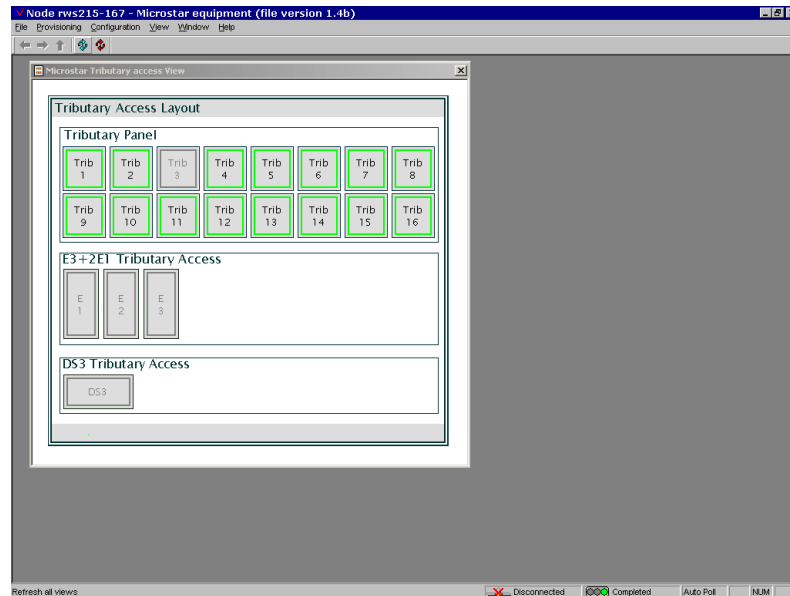 Node rws215-167 - Microstar equipment (file version 1.4b)
File Provisioning Configuration View Window Help
Microstar Tributary access View
Tributary Access Layout
Tributary Panel
Trib 1 Trib 2 Trib 3 Trib 4 Trib 5 Trib 6 Trib 7 Trib 8
Trib 9 Trib 10 Trib 11 Trib 12 Trib 13 Trib 14 Trib 15 Trib 16
E3+2E1 Tributary Access
E 1 E 2 E 3
DS3 Tributary Access
DS3
Refresh all views Disconnected Completed Auto Poll NUM